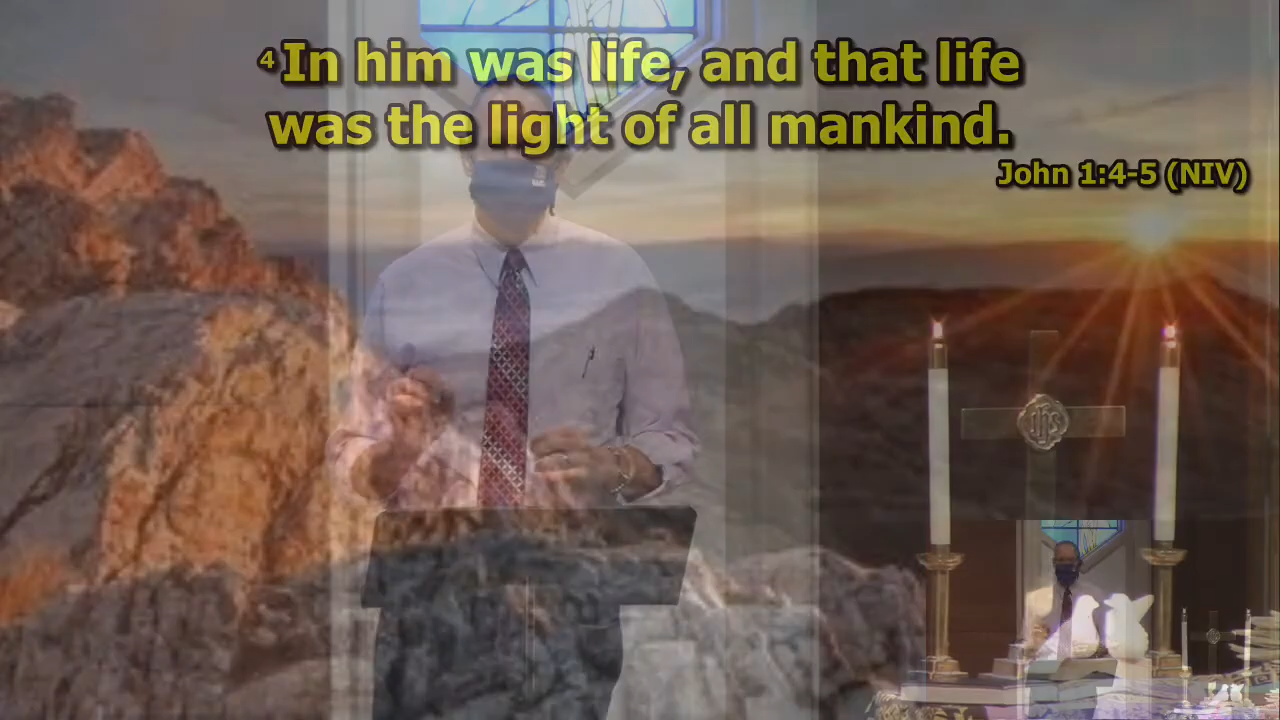 4 In him was life, and that life
was the light of all mankind.
John 1:4-5 (NIV)
IHS